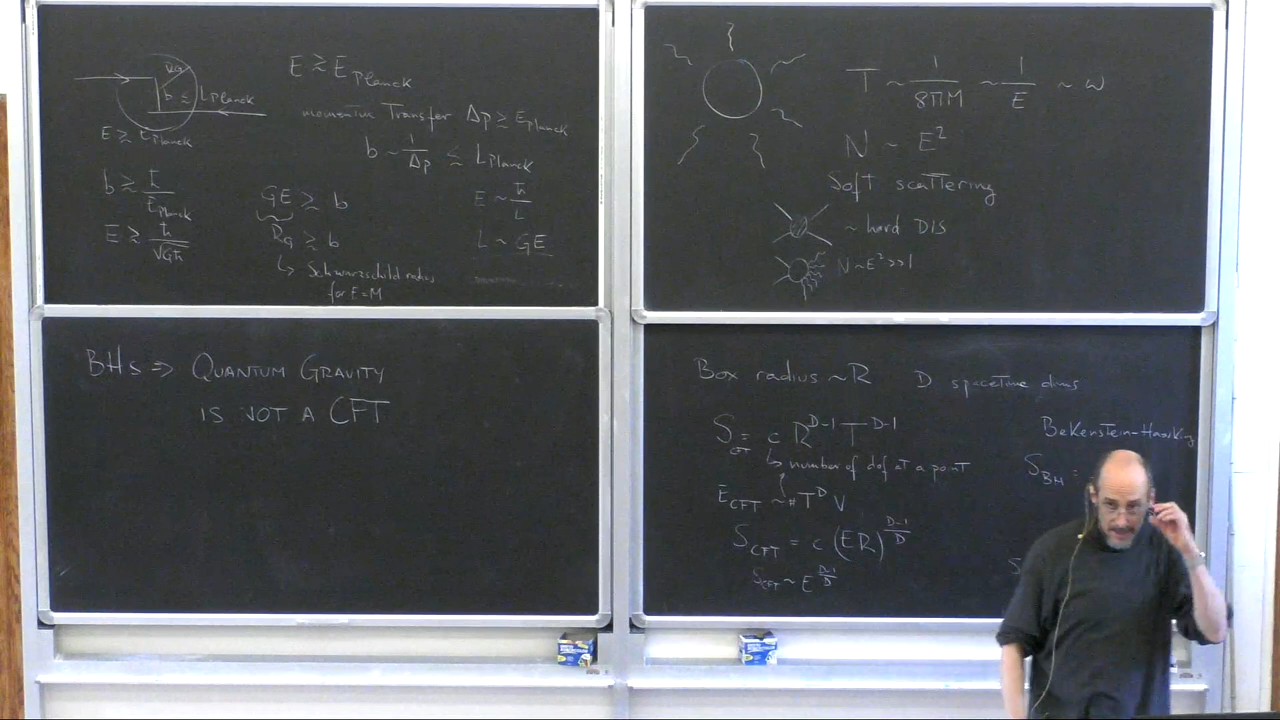 RG
b ≲ L_Planck
E ≳ E_Planck
E ≳ E_Planck
momentum Transfer Δp ≳ E_Planck
b ~ 1/Δp ≲ L_Planck
b ≳ ħ/E_Planck
E ≳ ħ/√Għ
GE ≳ b
R_g ≳ b
↳ Schwarzschild radius
for E=M
E ~ ħ/L
L ~ GE
T ~ 1/8πM ~ 1/E ~ ω
N ~ E²
Soft scattering
~ hard DIS
N~E²>>1
BHs ⇒ QUANTUM GRAVITY
IS NOT A CFT
Box radius ~R D spacetime dims
S_CFT = c R^{D-1} T^{D-1}
↳ number of dof at a point
E_CFT ~ # T^D V
S_CFT = c (ER)^{D-1/D}
S_CFT ~ E^{D-1/D}
Bekenstein-Hawking
S_BH =
S